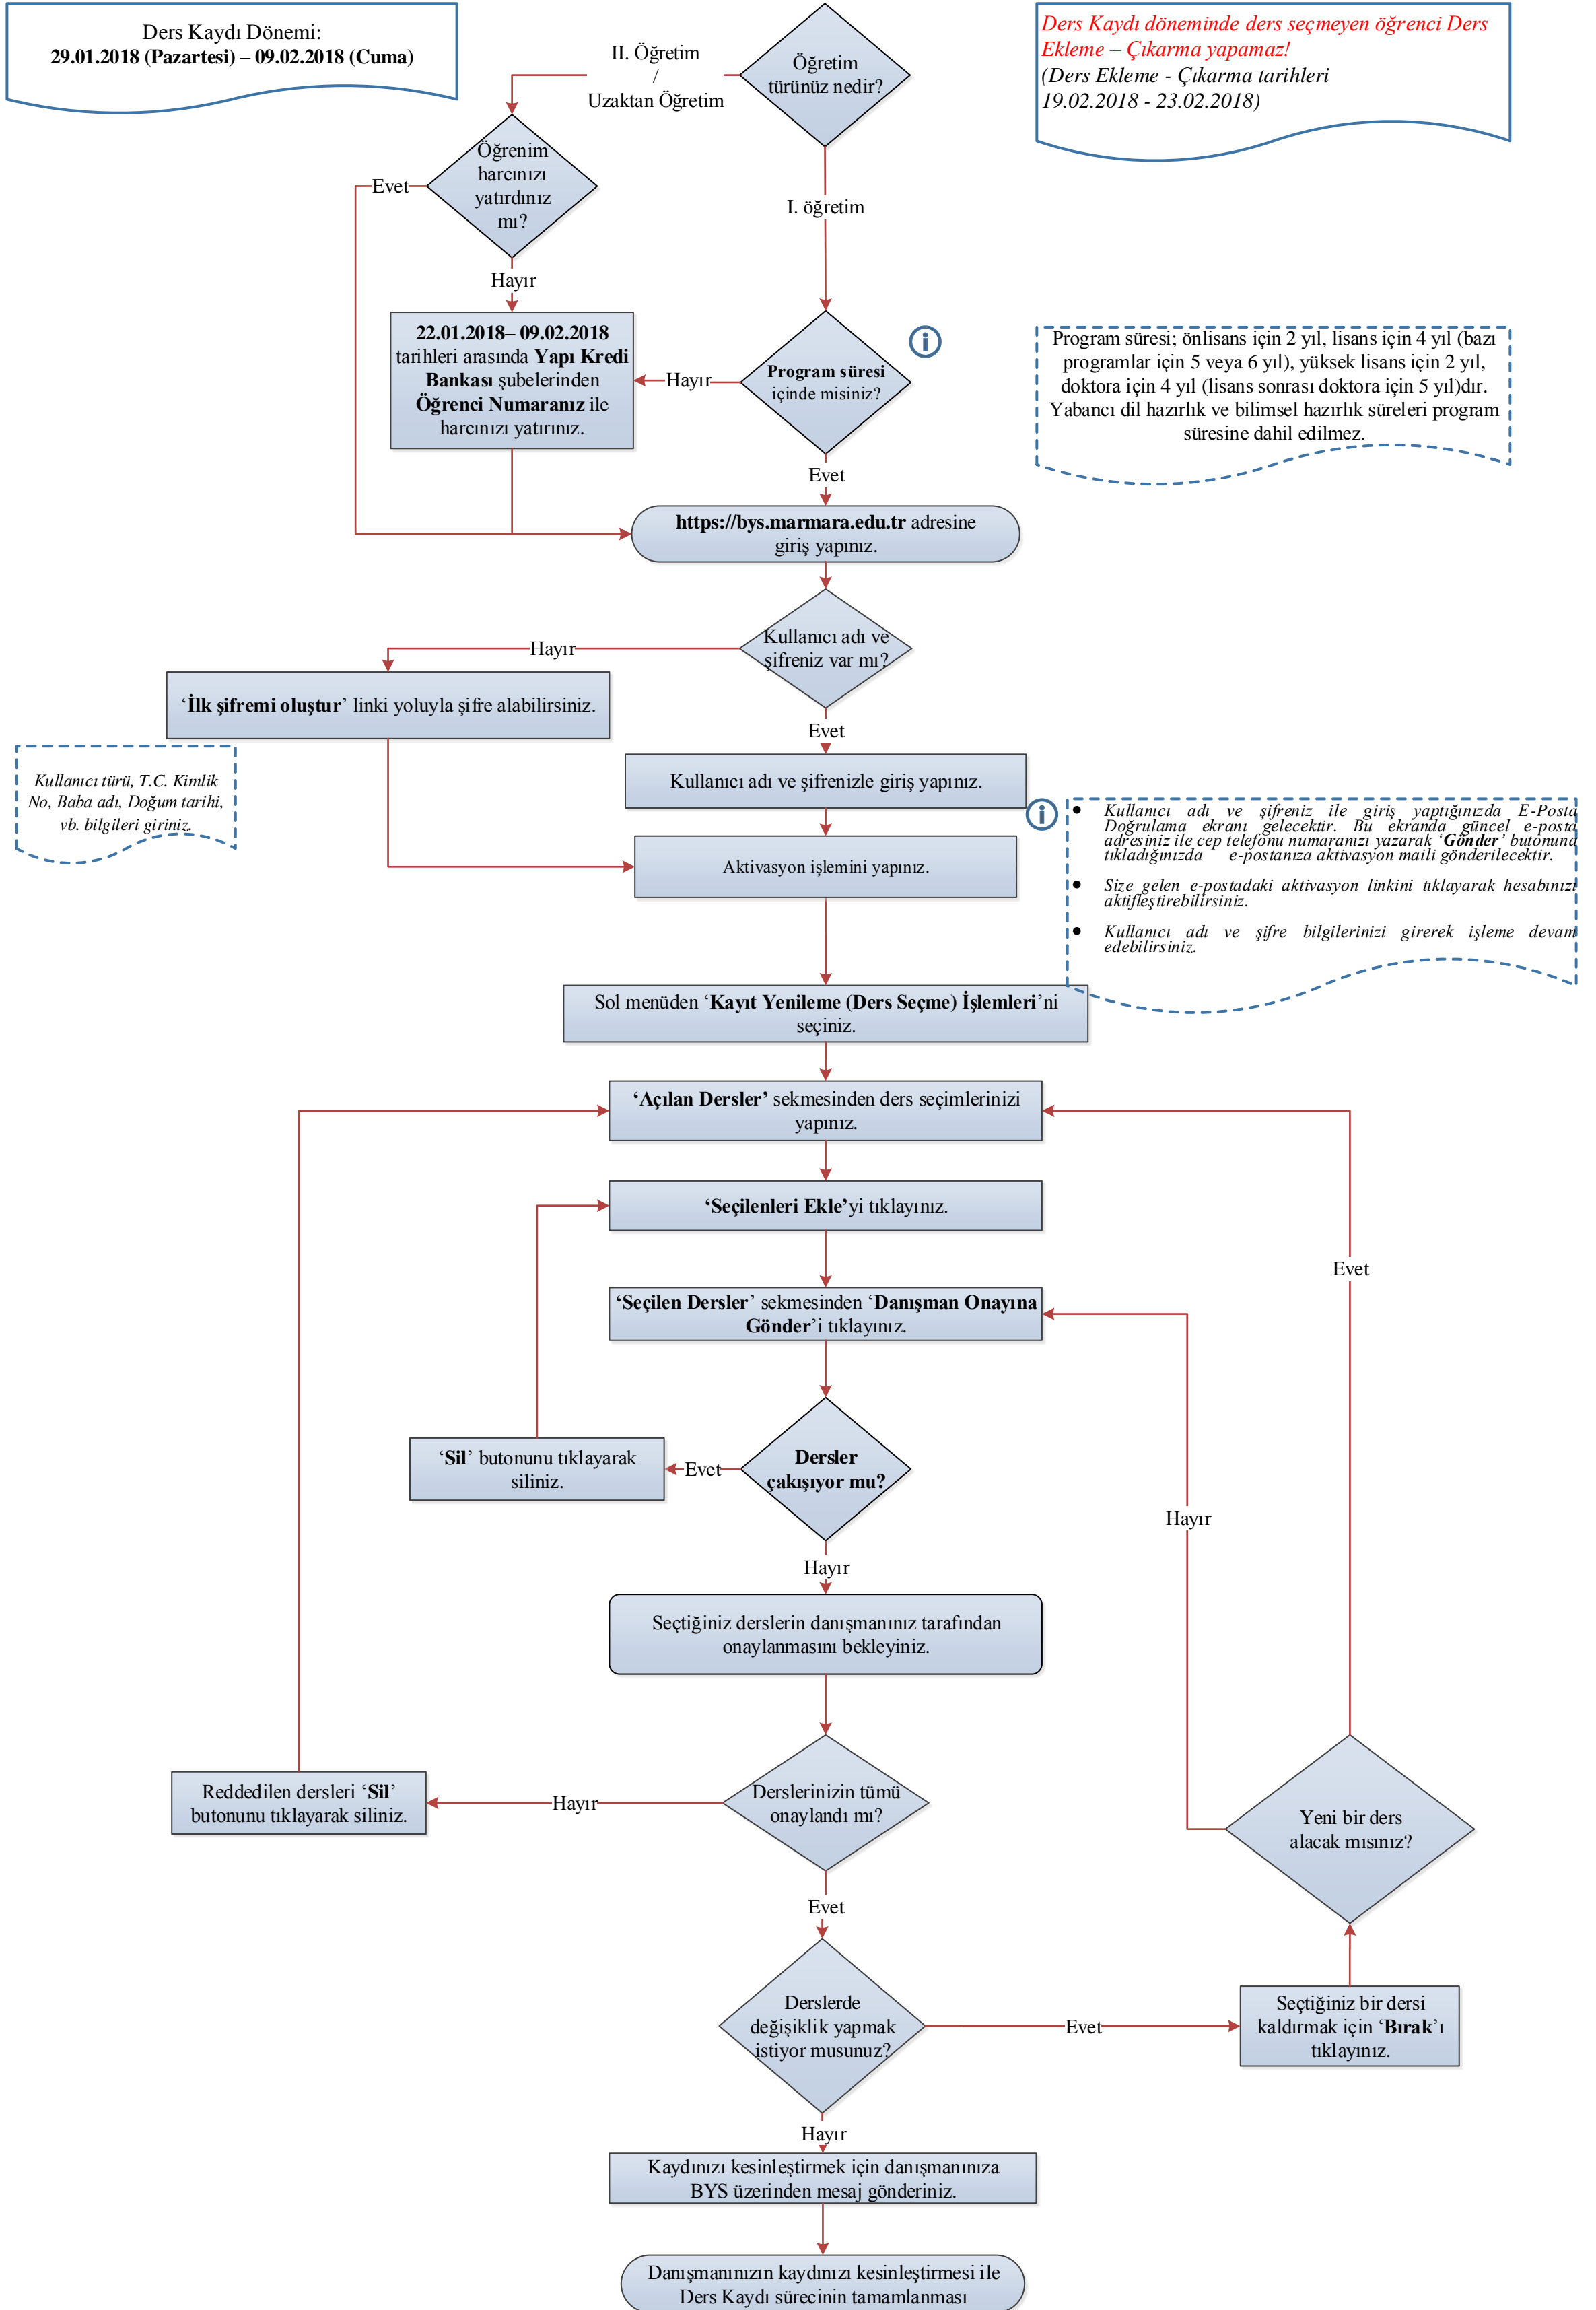 Ders Kaydı Dönemi:
29.01.2018 (Pazartesi) – 09.02.2018 (Cuma)
Ders Kaydı döneminde ders seçmeyen öğrenci Ders
Ekleme – Çıkarma yapamaz!
(Ders Ekleme - Çıkarma tarihleri
19.02.2018 - 23.02.2018)
Öğretim
türünüz nedir?
II. Öğretim
/
Uzaktan Öğretim
Öğrenim
harcınızı
yatırdınız
mı?
Evet
I. öğretim
Hayır
22.01.2018– 09.02.2018
tarihleri arasında Yapı Kredi
Bankası şubelerinden
Öğrenci Numaranız ile
harcınızı yatırınız.
Hayır
Program süresi
içinde misiniz?
Program süresi; önlisans için 2 yıl, lisans için 4 yıl (bazı
programlar için 5 veya 6 yıl), yüksek lisans için 2 yıl,
doktora için 4 yıl (lisans sonrası doktora için 5 yıl)dır.
Yabancı dil hazırlık ve bilimsel hazırlık süreleri program
süresine dahil edilmez.
Evet
https://bys.marmara.edu.tr adresine
giriş yapınız.
Kullanıcı adı ve
şifreniz var mı?
Hayır
‘İlk şifremi oluştur’ linki yoluyla şifre alabilirsiniz.
Evet
Kullanıcı türü, T.C. Kimlik
No, Baba adı, Doğum tarihi,
vb. bilgileri giriniz.
Kullanıcı adı ve şifrenizle giriş yapınız.
Aktivasyon işlemini yapınız.
● Kullanıcı adı ve şifreniz ile giriş yaptığınızda E-Posta
Doğrulama ekranı gelecektir. Bu ekranda güncel e-posta
adresiniz ile cep telefonu numaranızı yazarak ‘Gönder’ butonuna
tıkladığınızda e-postanıza aktivasyon maili gönderilecektir.
● Size gelen e-postadaki aktivasyon linkini tıklayarak hesabınızı
aktifleştirebilirsiniz.
● Kullanıcı adı ve şifre bilgilerinizi girerek işleme devam
edebilirsiniz.
Sol menüden ‘Kayıt Yenileme (Ders Seçme) İşlemleri’ni
seçiniz.
‘Açılan Dersler’ sekmesinden ders seçimlerinizi
yapınız.
‘Seçilenleri Ekle’yi tıklayınız.
Evet
‘Seçilen Dersler’ sekmesinden ‘Danışman Onayına
Gönder’i tıklayınız.
‘Sil’ butonunu tıklayarak
siliniz.
Evet
Dersler
çakışıyor mu?
Hayır
Hayır
Seçtiğiniz derslerin danışmanınız tarafından
onaylanmasını bekleyiniz.
Reddedilen dersleri ‘Sil’
butonunu tıklayarak siliniz.
Hayır
Derslerinizin tümü
onaylandı mı?
Yeni bir ders
alacak mısınız?
Evet
Derslerde
değişiklik yapmak
istiyor musunuz?
Evet
Seçtiğiniz bir dersi
kaldırmak için ‘Bırak’ı
tıklayınız.
Hayır
Kaydınızı kesinleştirmek için danışmanınıza
BYS üzerinden mesaj gönderiniz.
Danışmanınızın kaydınızı kesinleştirmesi ile
Ders Kaydı sürecinin tamamlanması